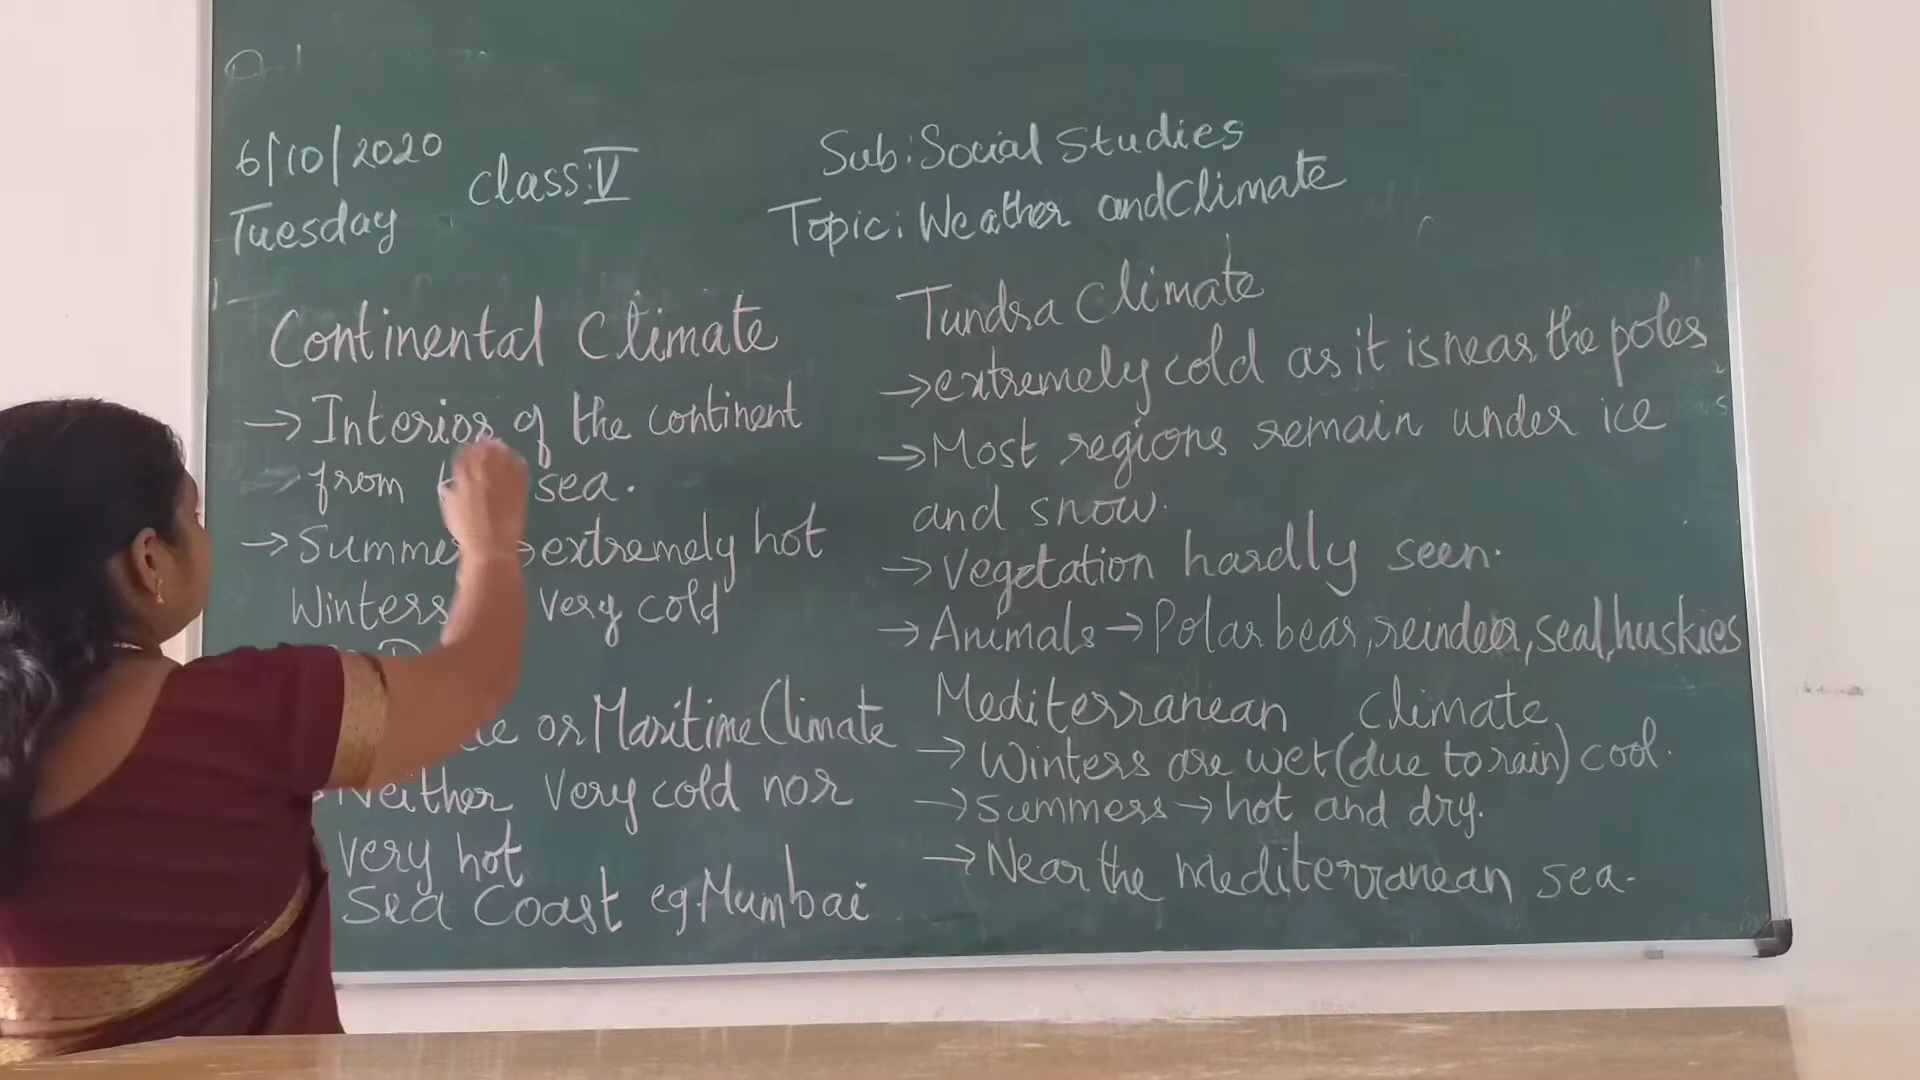 6/10/2020
Tuesday
Class: V
Sub: Social Studies
Topic: Weather and Climate
Continental Climate
→ Interior of the continent
from sea.
→ Summe → extremely hot
Winters very cold
or Maritime Climate
Neither very cold nor
very hot
Sea Coast eg. Mumbai
Tundra Climate
→ extremely cold as it is near the poles
→ Most regions remain under ice
and snow.
→ Vegetation hardly seen.
→ Animals → Polar bear, reindeer, seal, huskies
Mediterranean climate
→ Winters are wet (due to rain) cool.
→ Summers → hot and dry.
→ Near the mediterranean sea.